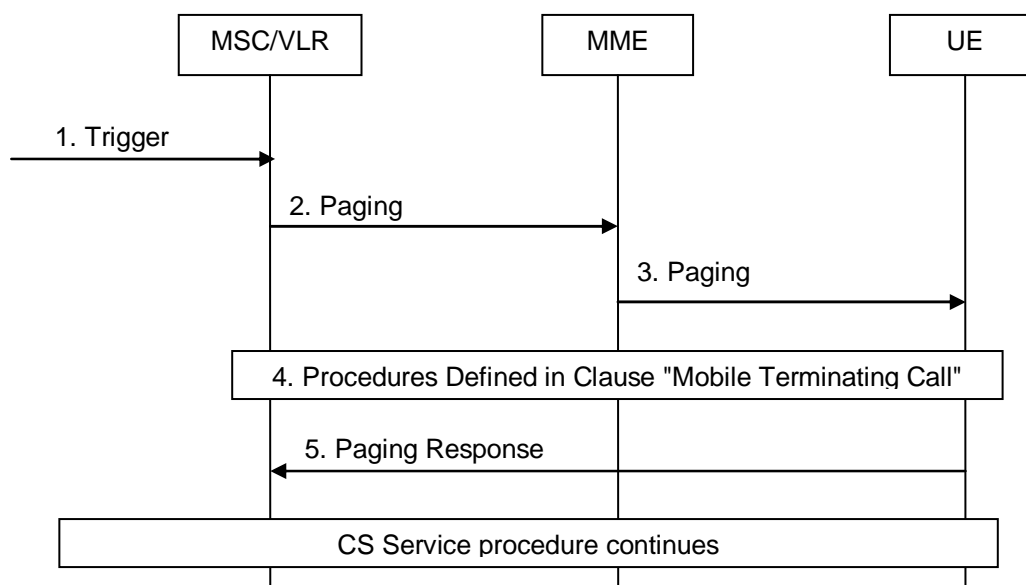 MSC/VLR
MME
UE
1. Trigger
2. Paging
3. Paging
4. Procedures Defined in Clause "Mobile Terminating Call"
5. Paging Response
CS Service procedure continues